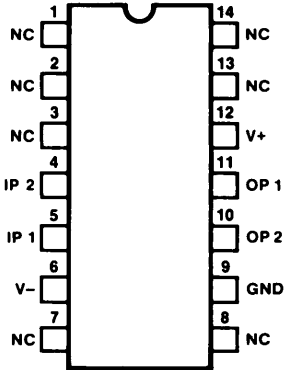 1 14
NC NC
2 13
NC NC
3 12
NC V+
4 11
IP 2 OP 1
5 10
IP 1 OP 2
6 9
V− GND
7 8
NC NC